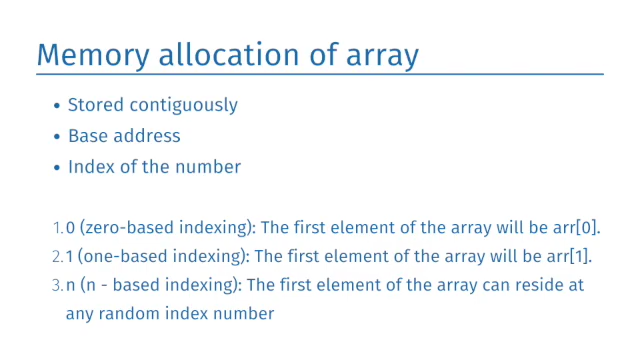 Memory allocation of array
• Stored contiguously
• Base address
• Index of the number
1. 0 (zero-based indexing): The first element of the array will be arr[0].
2. 1 (one-based indexing): The first element of the array will be arr[1].
3. n (n - based indexing): The first element of the array can reside at
any random index number